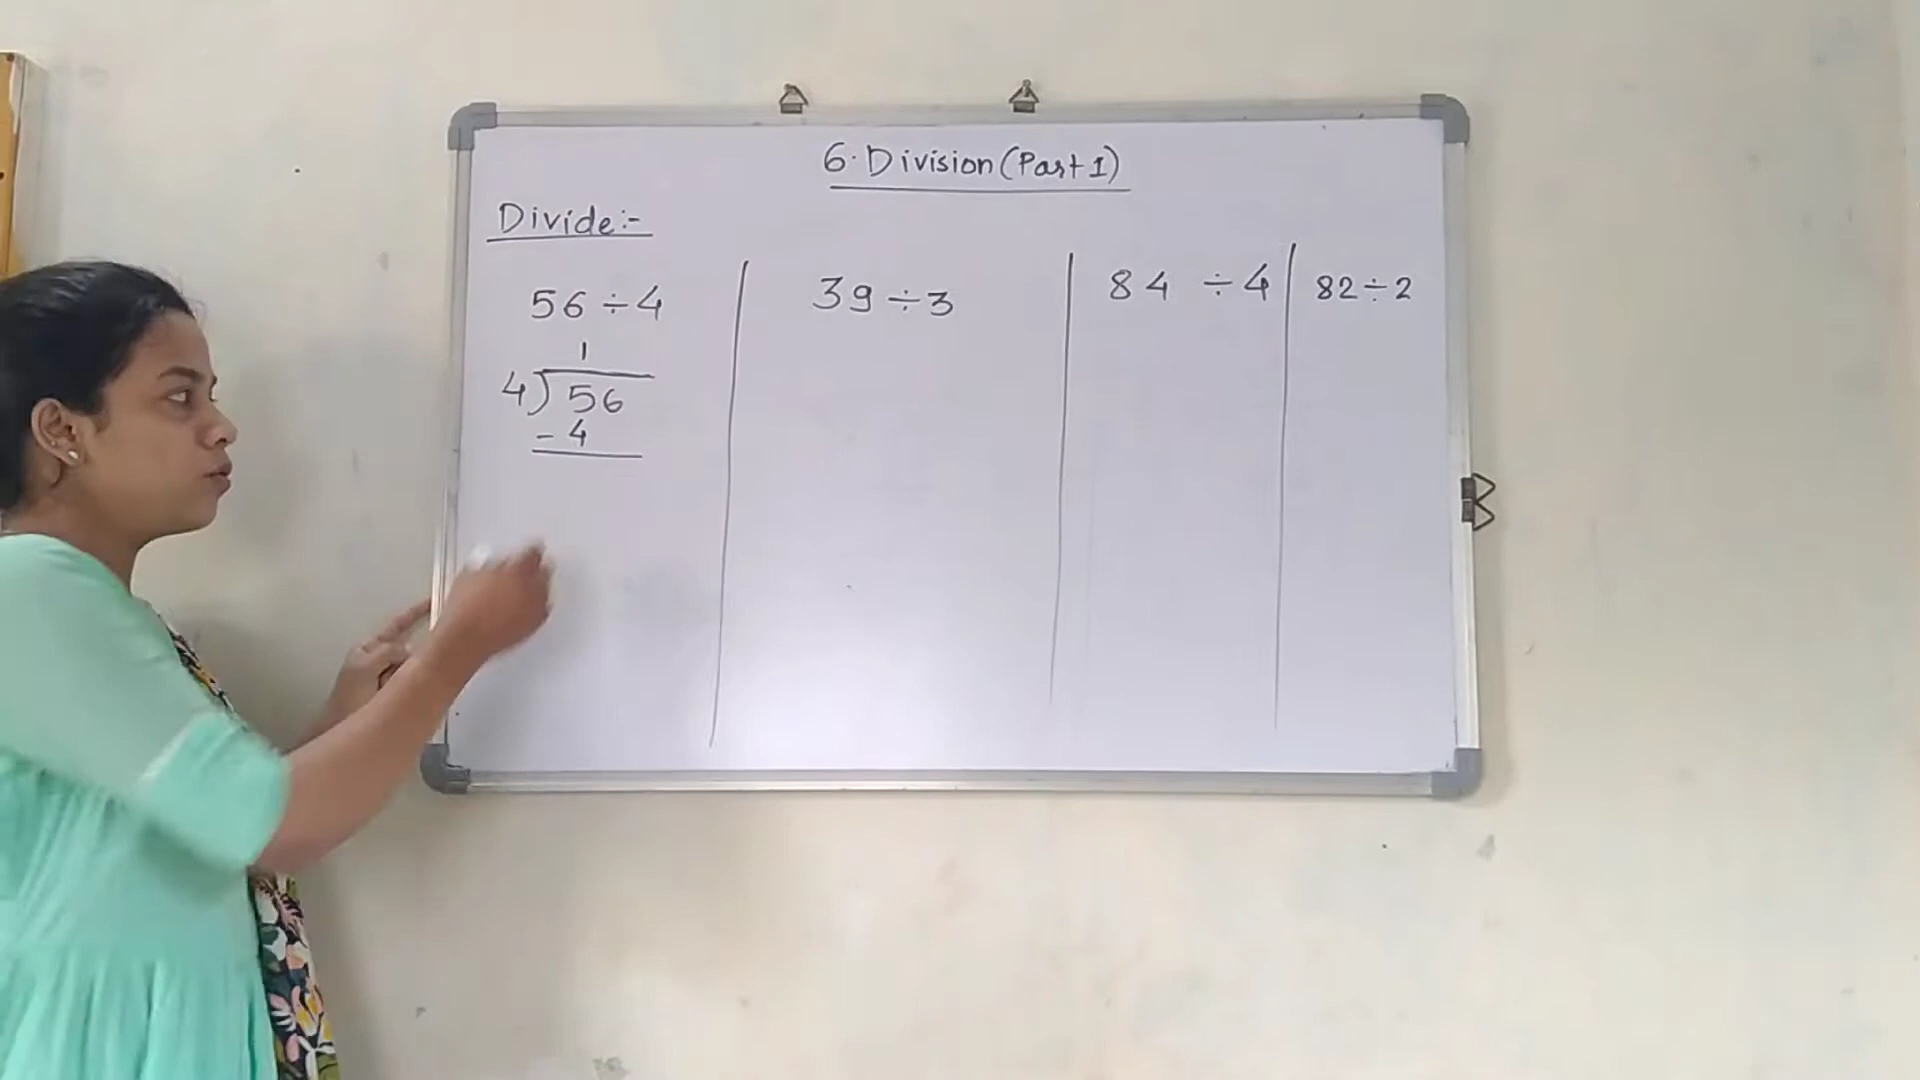 6. Division (Part 1)
Divide:-
56 ÷ 4
1
4) 56
- 4
39 ÷ 3
84 ÷ 4
82 ÷ 2